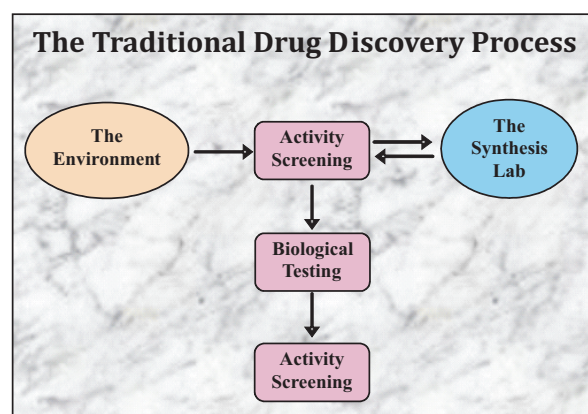 The Traditional Drug Discovery Process
The
Environment
Activity
Screening
The
Synthesis
Lab
Biological
Testing
Activity
Screening